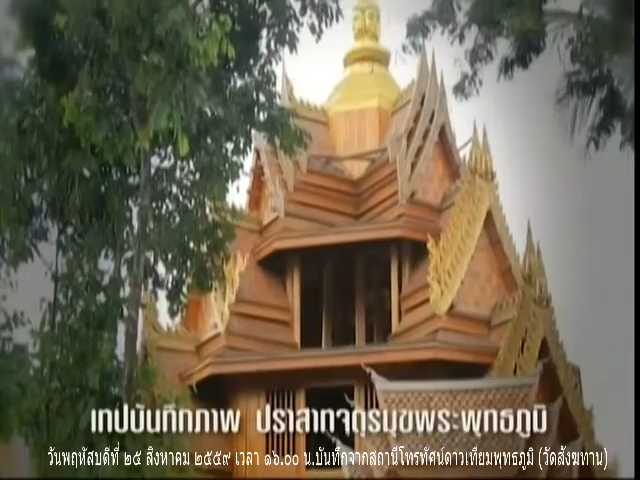 เทปบันทึกภาพ ปราสาทจตุรมุขพระพุทธภูมิ
วันพฤหัสบดีที่ ๒๕ สิงหาคม ๒๕๕๙ เวลา ๑๖.๐๐ น.บันทึกจากสถานีโทรทัศน์ดาวเทียมพุทธภูมิ (วัดสังฆทาน)